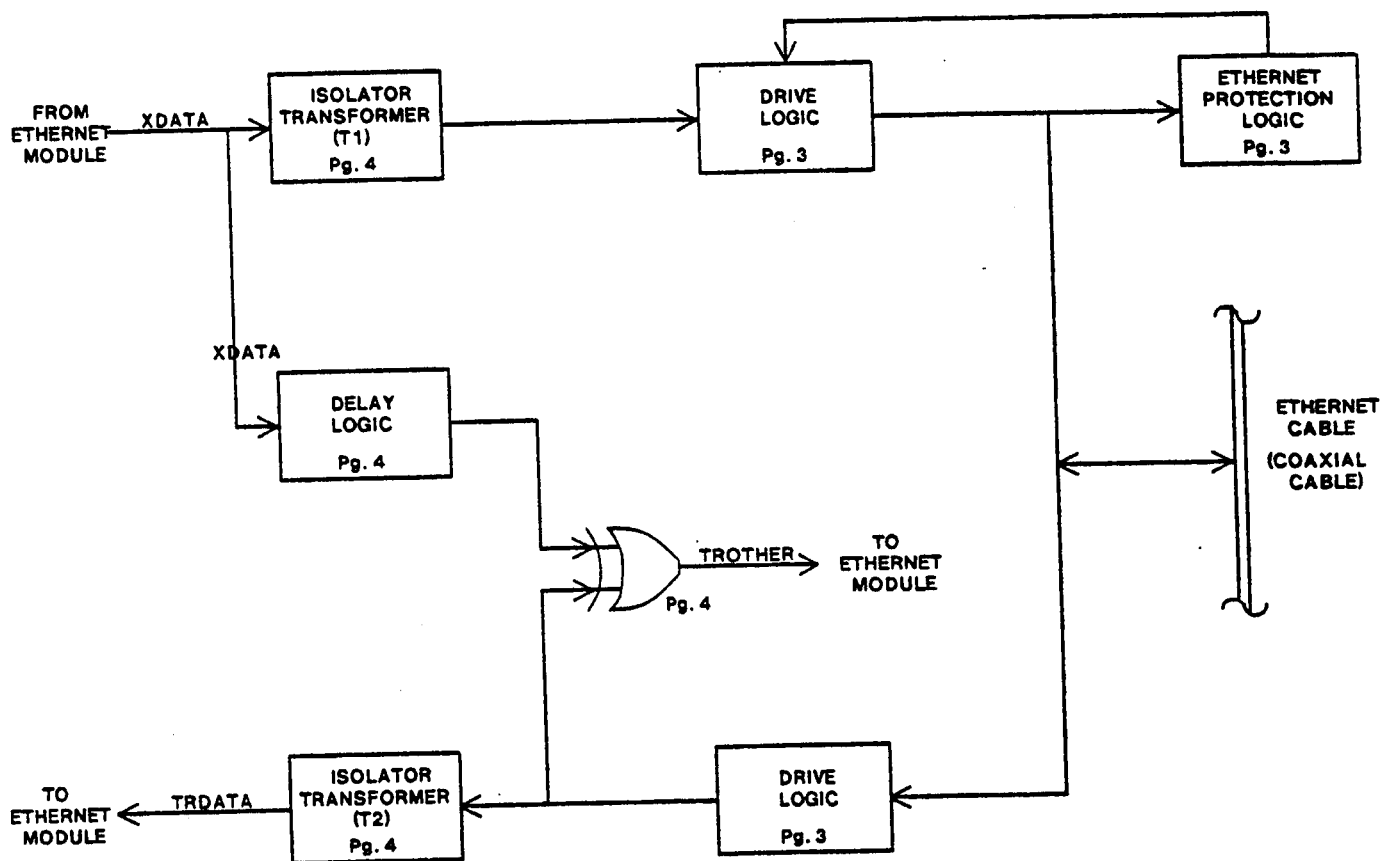 FROM
ETHERNET
MODULE
XDATA
ISOLATOR
TRANSFORMER
(T1)
Pg. 4
DRIVE
LOGIC
Pg. 3
ETHERNET
PROTECTION
LOGIC
Pg. 3
XDATA
DELAY
LOGIC
Pg. 4
ETHERNET
CABLE
(COAXIAL
CABLE)
TROTHER
Pg. 4
TO
ETHERNET
MODULE
TO
ETHERNET
MODULE
TRDATA
ISOLATOR
TRANSFORMER
(T2)
Pg. 4
DRIVE
LOGIC
Pg. 3